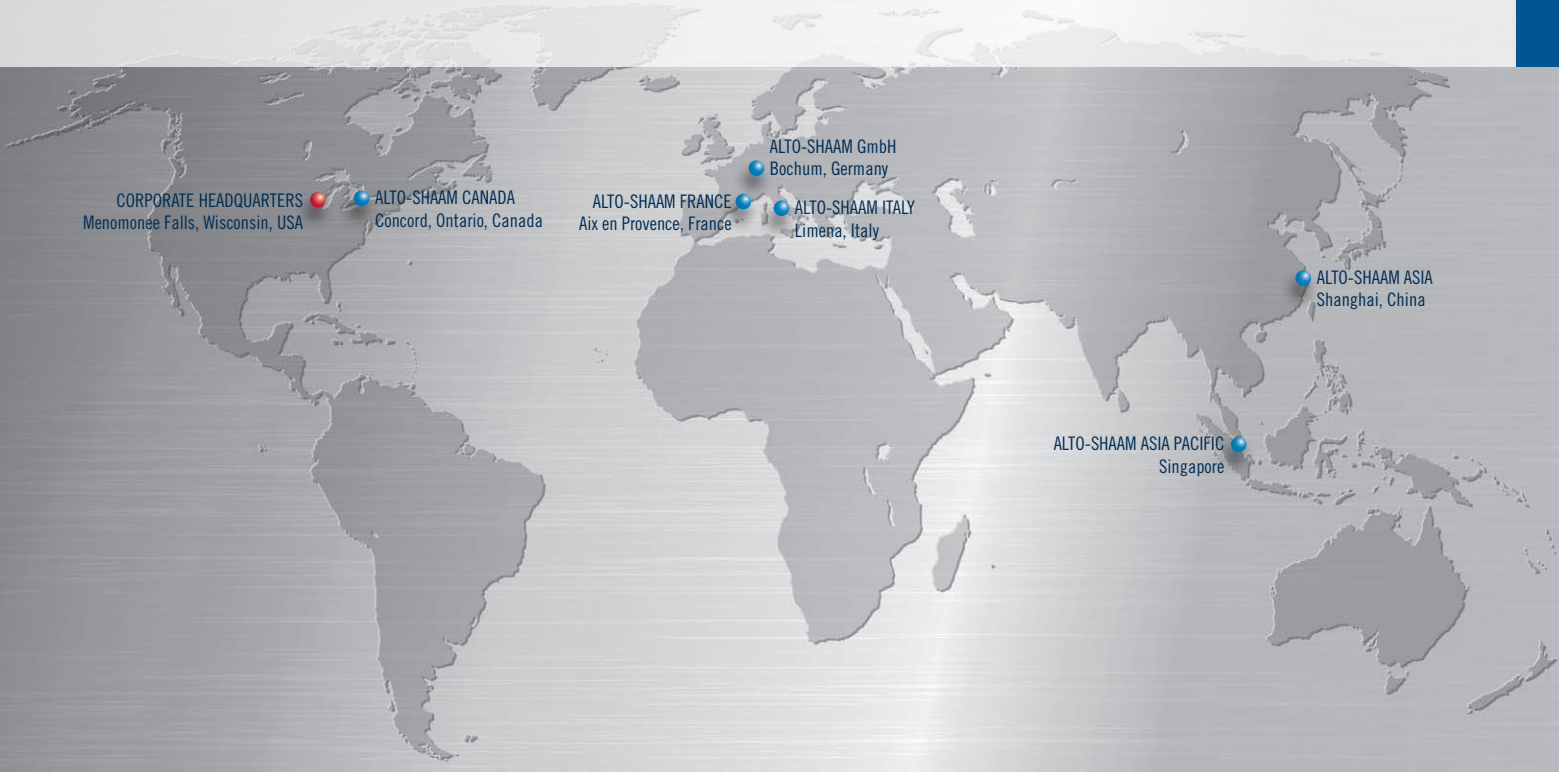 CORPORATE HEADQUARTERS
Menomonee Falls, Wisconsin, USA
ALTO-SHAAM CANADA
Concord, Ontario, Canada
ALTO-SHAAM GmbH
Bochum, Germany
ALTO-SHAAM FRANCE
Aix en Provence, France
ALTO-SHAAM ITALY
Limena, Italy
ALTO-SHAAM ASIA
Shanghai, China
ALTO-SHAAM ASIA PACIFIC
Singapore